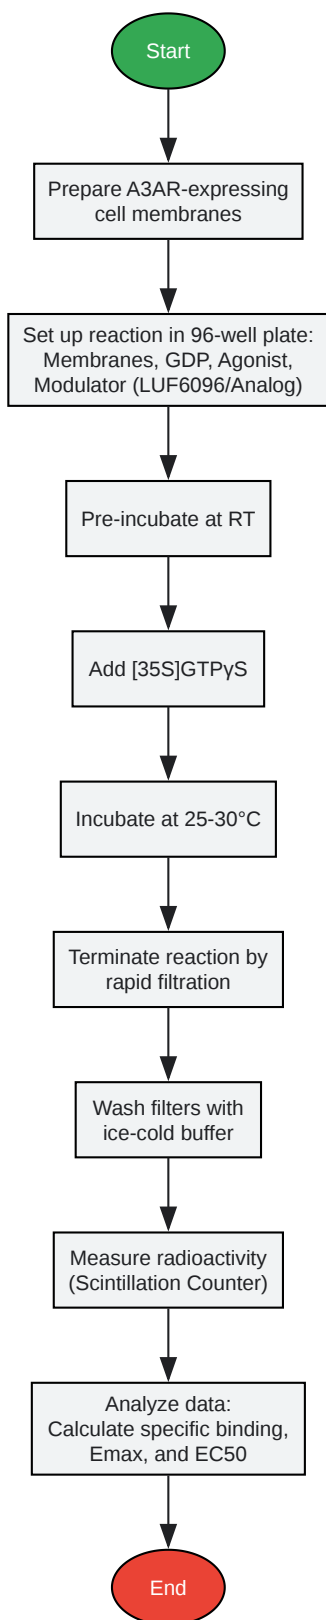 Start
Prepare A3AR-expressing
cell membranes
Set up reaction in 96-well plate:
Membranes, GDP, Agonist,
Modulator (LUF6096/Analog)
Pre-incubate at RT
Add [35S]GTPγS
Incubate at 25-30°C
Terminate reaction by
rapid filtration
Wash filters with
ice-cold buffer
Measure radioactivity
(Scintillation Counter)
Analyze data:
Calculate specific binding,
Emax, and EC50
End